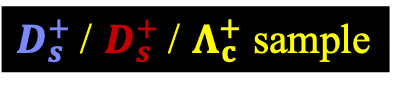 D_s^+ / D_s^+ / Λ_c^+ sample